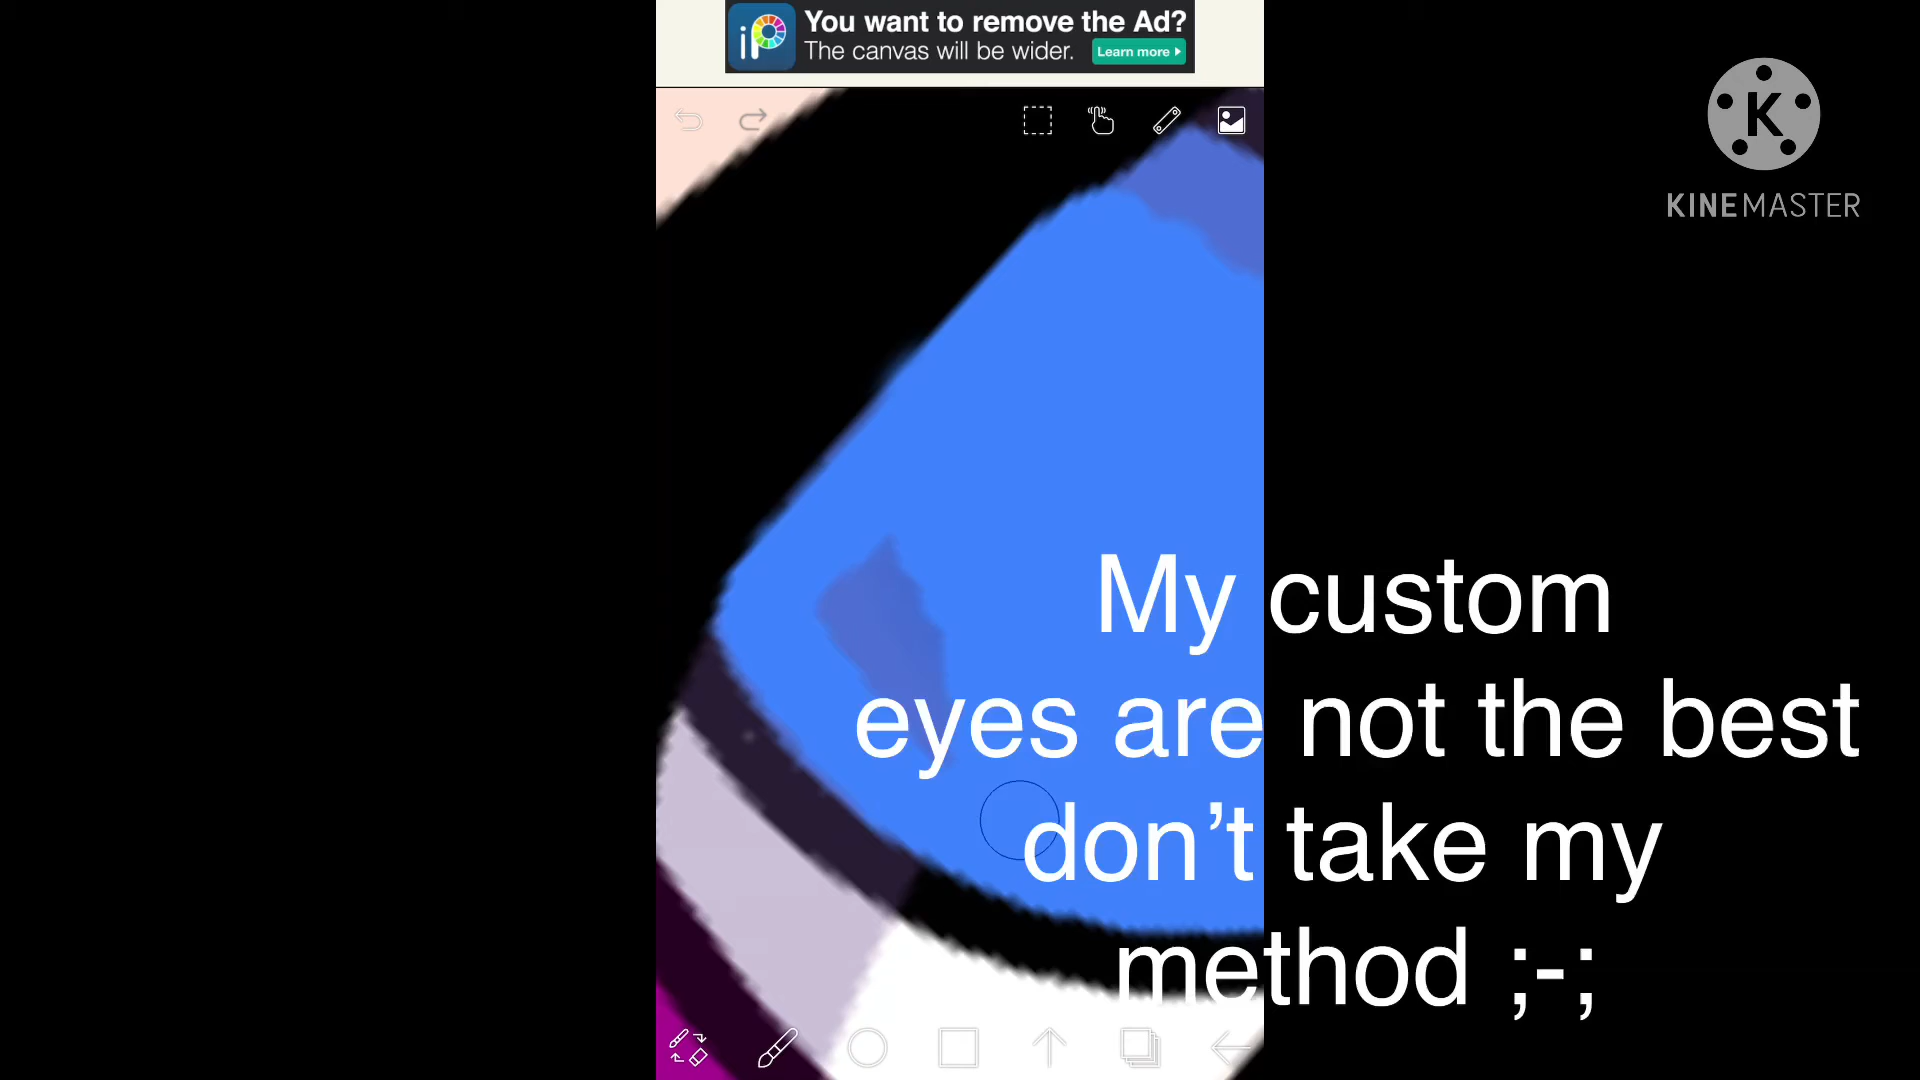 You want to remove the Ad?
The canvas will be wider.
Learn more
iP
K
KINEMASTER
My custom
eyes are not the best
don’t take my
method ;-;